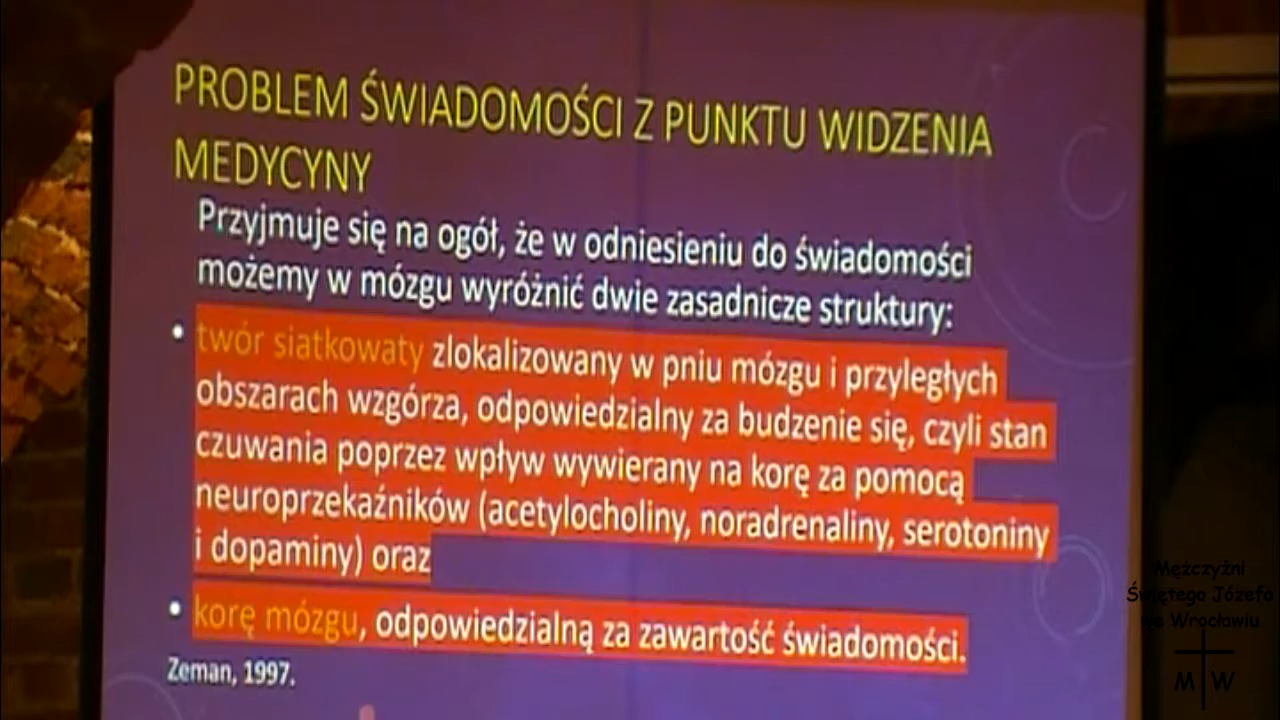 PROBLEM ŚWIADOMOŚCI Z PUNKTU WIDZENIA
MEDYCYNY
Przyjmuje się na ogół, że w odniesieniu do świadomości
możemy w mózgu wyróżnić dwie zasadnicze struktury:
• twór siatkowaty zlokalizowany w pniu mózgu i przyległych
obszarach wzgórza, odpowiedzialny za budzenie się, czyli stan
czuwania poprzez wpływ wywierany na korę za pomocą
neuroprzekaźników (acetylocholiny, noradrenaliny, serotoniny
i dopaminy) oraz
• korę mózgu, odpowiedzialną za zawartość świadomości.
Zeman, 1997.
Mężczyźni
Świętego Józefa
we Wrocławiu
M W